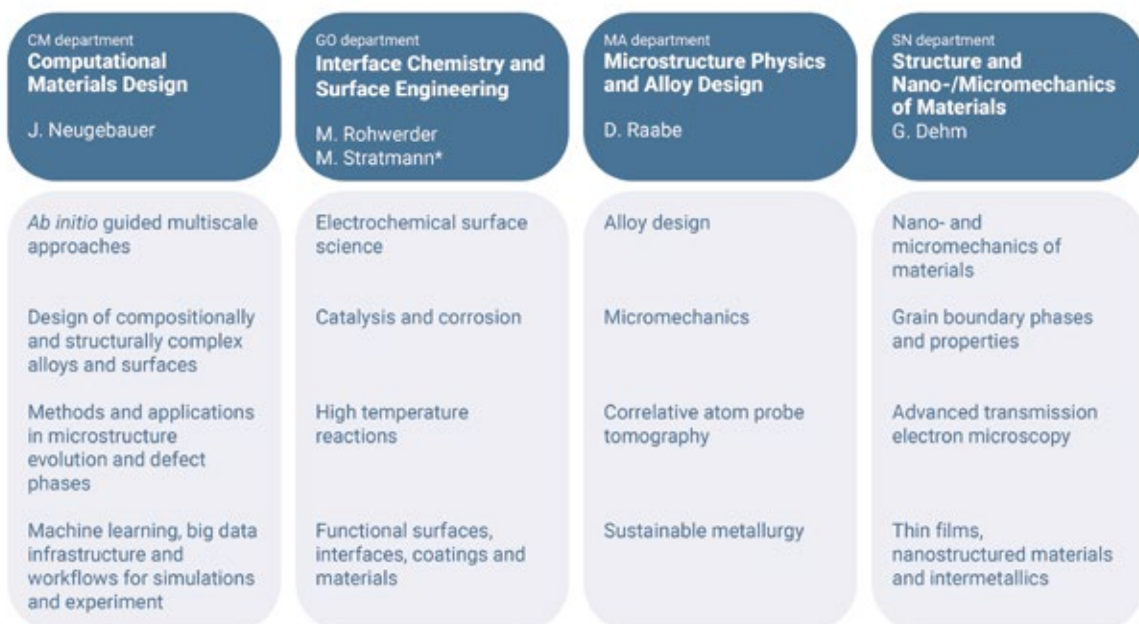 CM department
Computational
Materials Design
J. Neugebauer
GO department
Interface Chemistry and
Surface Engineering
M. Rohwerder
M. Stratmann*
MA department
Microstructure Physics
and Alloy Design
D. Raabe
SN department
Structure and
Nano-/Micromechanics
of Materials
G. Dehm
Ab initio guided multiscale
approaches
Design of compositionally
and structurally complex
alloys and surfaces
Methods and applications
in microstructure
evolution and defect
phases
Machine learning, big data
infrastructure and
workflows for simulations
and experiment
Electrochemical surface
science
Catalysis and corrosion
High temperature
reactions
Functional surfaces,
interfaces, coatings and
materials
Alloy design
Micromechanics
Correlative atom probe
tomography
Sustainable metallurgy
Nano- and
micromechanics of
materials
Grain boundary phases
and properties
Advanced transmission
electron microscopy
Thin films,
nanostructured materials
and intermetallics